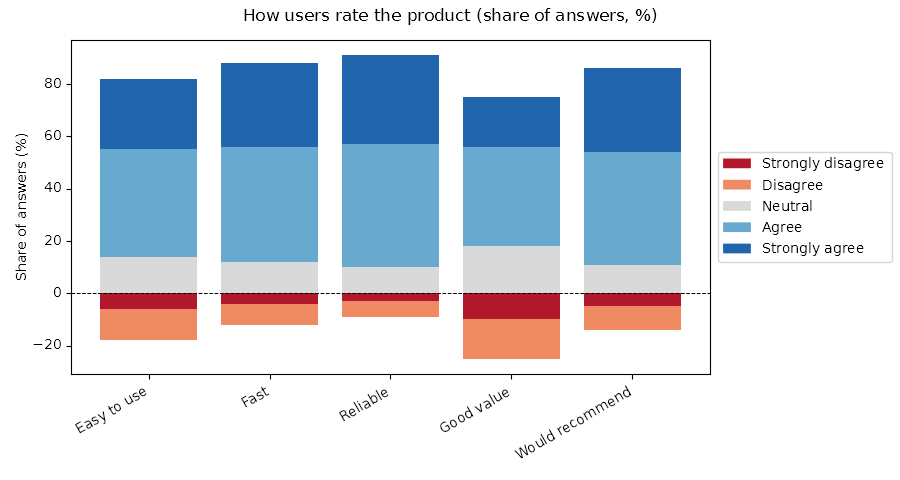 How users rate the product (share of answers, %)
Share of answers (%)
80
60
40
20
0
−20
Easy to use
Fast
Reliable
Good value
Would recommend
Strongly disagree
Disagree
Neutral
Agree
Strongly agree